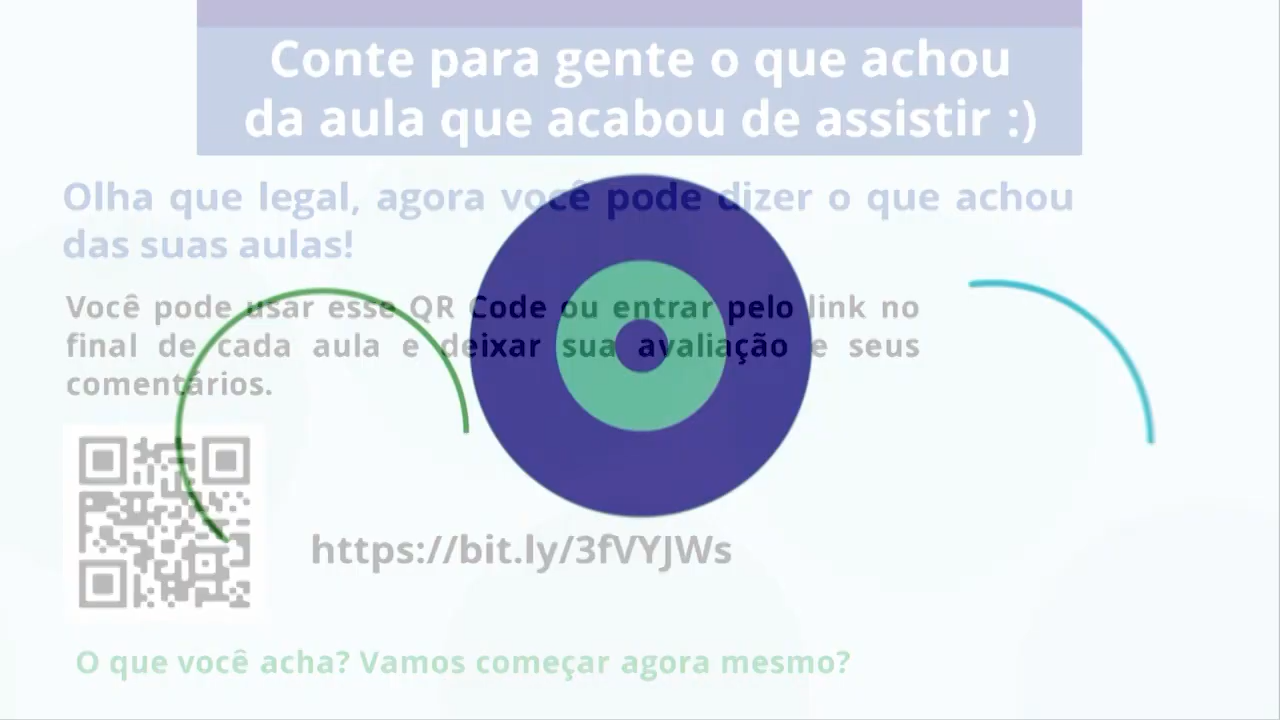 Conte para gente o que achou
da aula que acabou de assistir :)
Olha que legal, agora você pode dizer o que achou
das suas aulas!
Você pode usar esse QR Code ou entrar pelo link no
final de cada aula e deixar sua avaliação e seus
comentários.
https://bit.ly/3fVYJWs
O que você acha? Vamos começar agora mesmo?